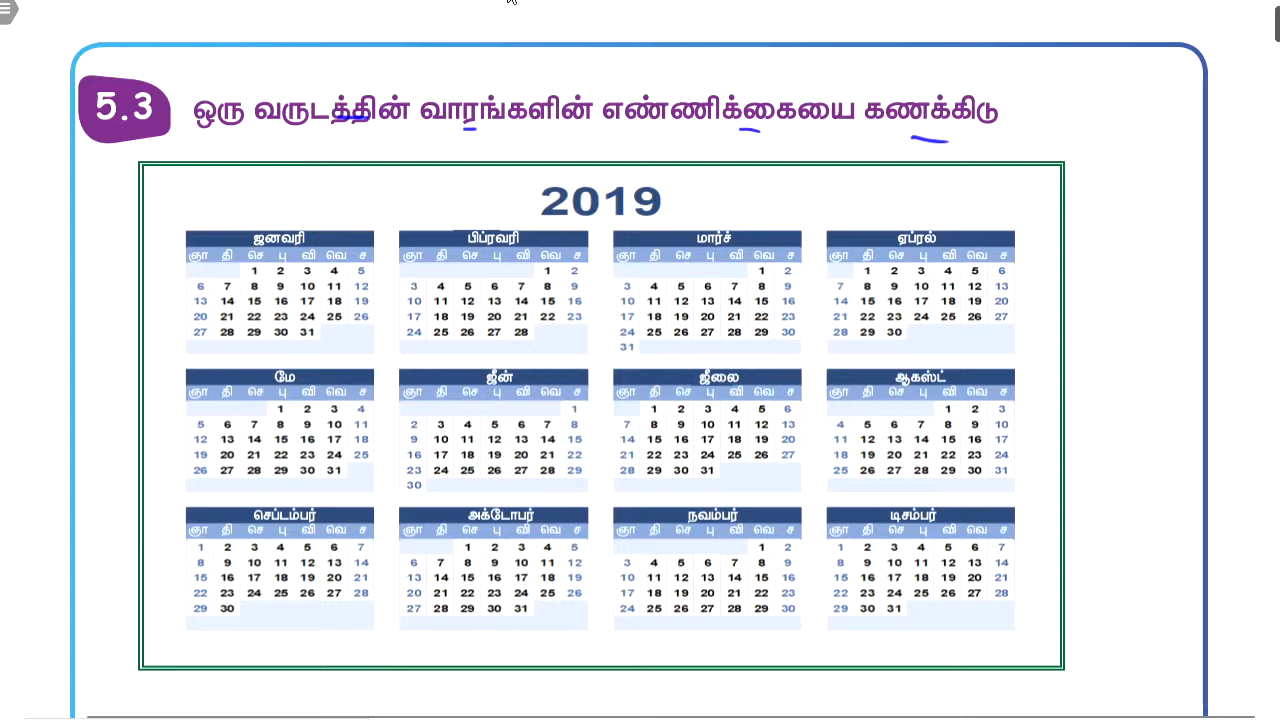 5.3 ஒரு வருடத்தின் வாரங்களின் எண்ணிக்கையை கணக்கிடு
2019
ஜனவரி பிப்ரவரி மார்ச் ஏப்ரல்
ஞா தி செ பு வி வெ ச ஞா தி செ பு வி வெ ச ஞா தி செ பு வி வெ ச ஞா தி செ பு வி வெ ச
1 2 3 4 5 1 2 1 2 1 2 3 4 5 6
6 7 8 9 10 11 12 3 4 5 6 7 8 9 3 4 5 6 7 8 9 7 8 9 10 11 12 13
13 14 15 16 17 18 19 10 11 12 13 14 15 16 10 11 12 13 14 15 16 14 15 16 17 18 19 20
20 21 22 23 24 25 26 17 18 19 20 21 22 23 17 18 19 20 21 22 23 21 22 23 24 25 26 27
27 28 29 30 31 24 25 26 27 28 24 25 26 27 28 29 30 28 29 30
31
மே ஜீன் ஜீலை ஆகஸ்ட்
ஞா தி செ பு வி வெ ச ஞா தி செ பு வி வெ ச ஞா தி செ பு வி வெ ச ஞா தி செ பு வி வெ ச
1 2 3 4 1 1 2 3 4 5 6 1 2 3
5 6 7 8 9 10 11 2 3 4 5 6 7 8 7 8 9 10 11 12 13 4 5 6 7 8 9 10
12 13 14 15 16 17 18 9 10 11 12 13 14 15 14 15 16 17 18 19 20 11 12 13 14 15 16 17
19 20 21 22 23 24 25 16 17 18 19 20 21 22 21 22 23 24 25 26 27 18 19 20 21 22 23 24
26 27 28 29 30 31 23 24 25 26 27 28 29 28 29 30 31 25 26 27 28 29 30 31
30
செப்டம்பர் அக்டோபர் நவம்பர் டிசம்பர்
ஞா தி செ பு வி வெ ச ஞா தி செ பு வி வெ ச ஞா தி செ பு வி வெ ச ஞா தி செ பு வி வெ ச
1 2 3 4 5 6 7 1 2 3 4 5 1 2 1 2 3 4 5 6 7
8 9 10 11 12 13 14 6 7 8 9 10 11 12 3 4 5 6 7 8 9 8 9 10 11 12 13 14
15 16 17 18 19 20 21 13 14 15 16 17 18 19 10 11 12 13 14 15 16 15 16 17 18 19 20 21
22 23 24 25 26 27 28 20 21 22 23 24 25 26 17 18 19 20 21 22 23 22 23 24 25 26 27 28
29 30 27 28 29 30 31 24 25 26 27 28 29 30 29 30 31